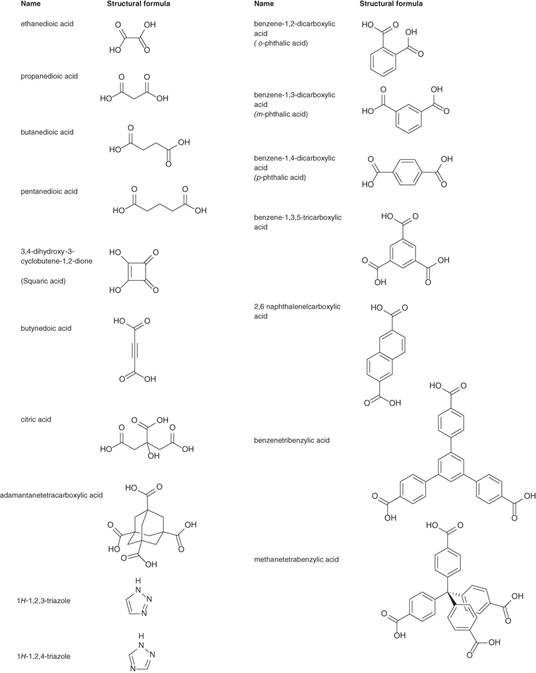 Name Structural formula
ethanedioic acid
O OH
HO O
propanedioic acid
O O
HO OH
butanedioic acid
O
OH
HO
O
pentanedioic acid
O O
HO OH
3,4-dihydroxy-3-
cyclobutene-1,2-dione
(Squaric acid)
HO O
HO O
butynedioic acid
HO O
O OH
citric acid
O OH
O O
HO OH OH
adamantanetetracarboxylic acid
HO O
O OH
OH O
O OH
1H-1,2,3-triazole
H
N
N
N
1H-1,2,4-triazole
H
N
N
N
Name Structural formula
benzene-1,2-dicarboxylic
acid
( o-phthalic acid)
HO O
OH
O
benzene-1,3-dicarboxylic
acid
(m-phthalic acid)
HO OH
O O
benzene-1,4-dicarboxylic
acid
(p-phthalic acid)
O OH
HO O
benzene-1,3,5-tricarboxylic
acid
HO O
O OH
OH O
2,6 naphthalenelcarboxylic
acid
HO O
O OH
benzenetribenzylic acid
HO O
O O
OH OH
methanetetrabenzylic acid
HO O
O OH
O OH
O OH